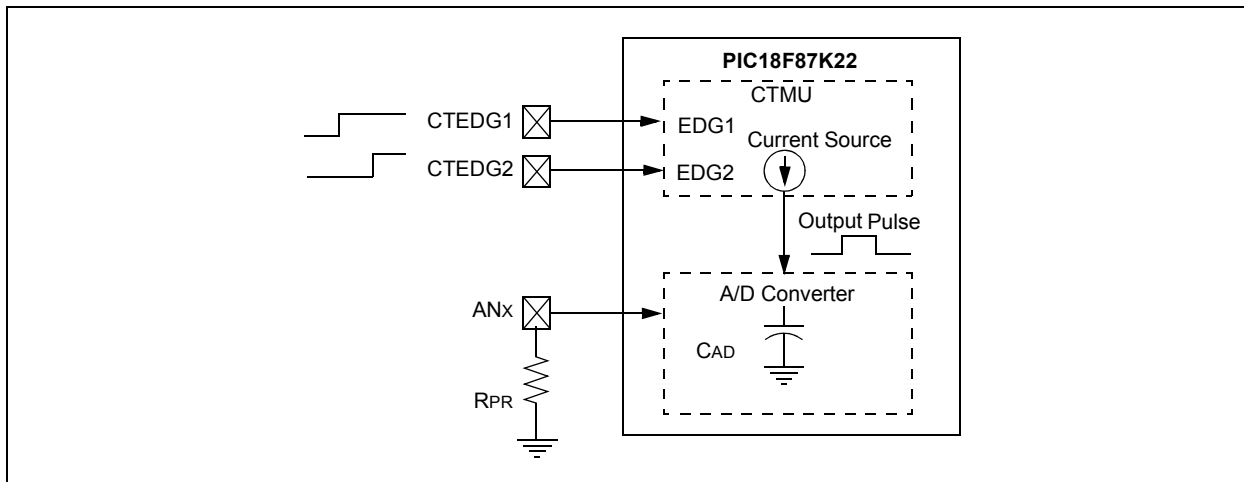 PIC18F87K22
CTMU
CTEDG1
EDG1
Current Source
CTEDG2
EDG2
Output Pulse
A/D Converter
ANX
CAD
RPR